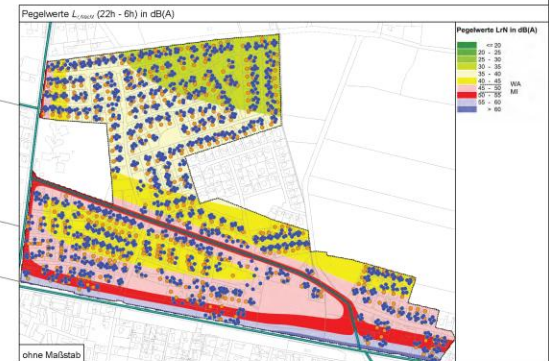 Pegelwerte Lr,Nacht (22h - 6h) in dB(A)
Pegelwerte LrN in dB(A)
<= 20
20 - 25
25 - 30
30 - 35
35 - 40
40 - 45
WA
45 - 50
MI
50 - 55
55 - 60
> 60
ohne Maßstab